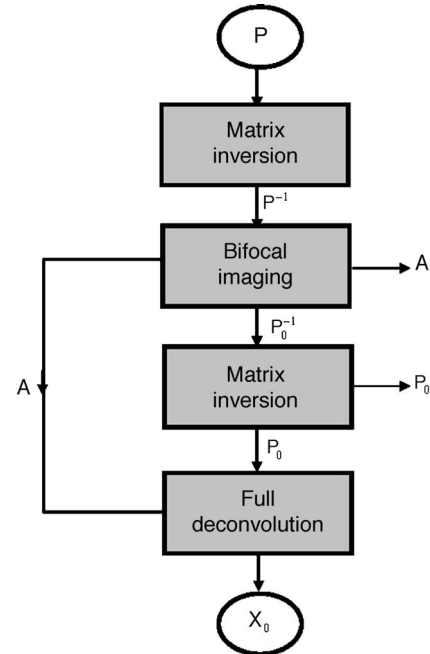 P
Matrix
inversion
P⁻¹
Bifocal
imaging
A
P₀⁻¹
A
Matrix
inversion
P₀
P₀
Full
deconvolution
X₀